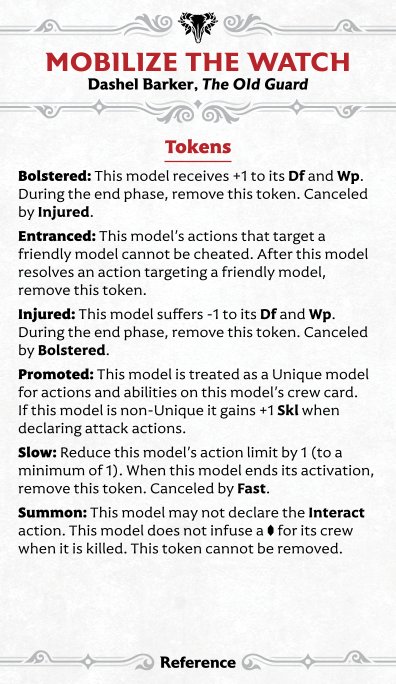 MOBILIZE THE WATCH
Dashel Barker, The Old Guard
Tokens
Bolstered: This model receives +1 to its Df and Wp.
During the end phase, remove this token. Canceled
by Injured.
Entranced: This model's actions that target a
friendly model cannot be cheated. After this model
resolves an action targeting a friendly model,
remove this token.
Injured: This model suffers -1 to its Df and Wp.
During the end phase, remove this token. Canceled
by Bolstered.
Promoted: This model is treated as a Unique model
for actions and abilities on this model's crew card.
If this model is non-Unique it gains +1 Skl when
declaring attack actions.
Slow: Reduce this model's action limit by 1 (to a
minimum of 1). When this model ends its activation,
remove this token. Canceled by Fast.
Summon: This model may not declare the Interact
action. This model does not infuse a for its crew
when it is killed. This token cannot be removed.
Reference